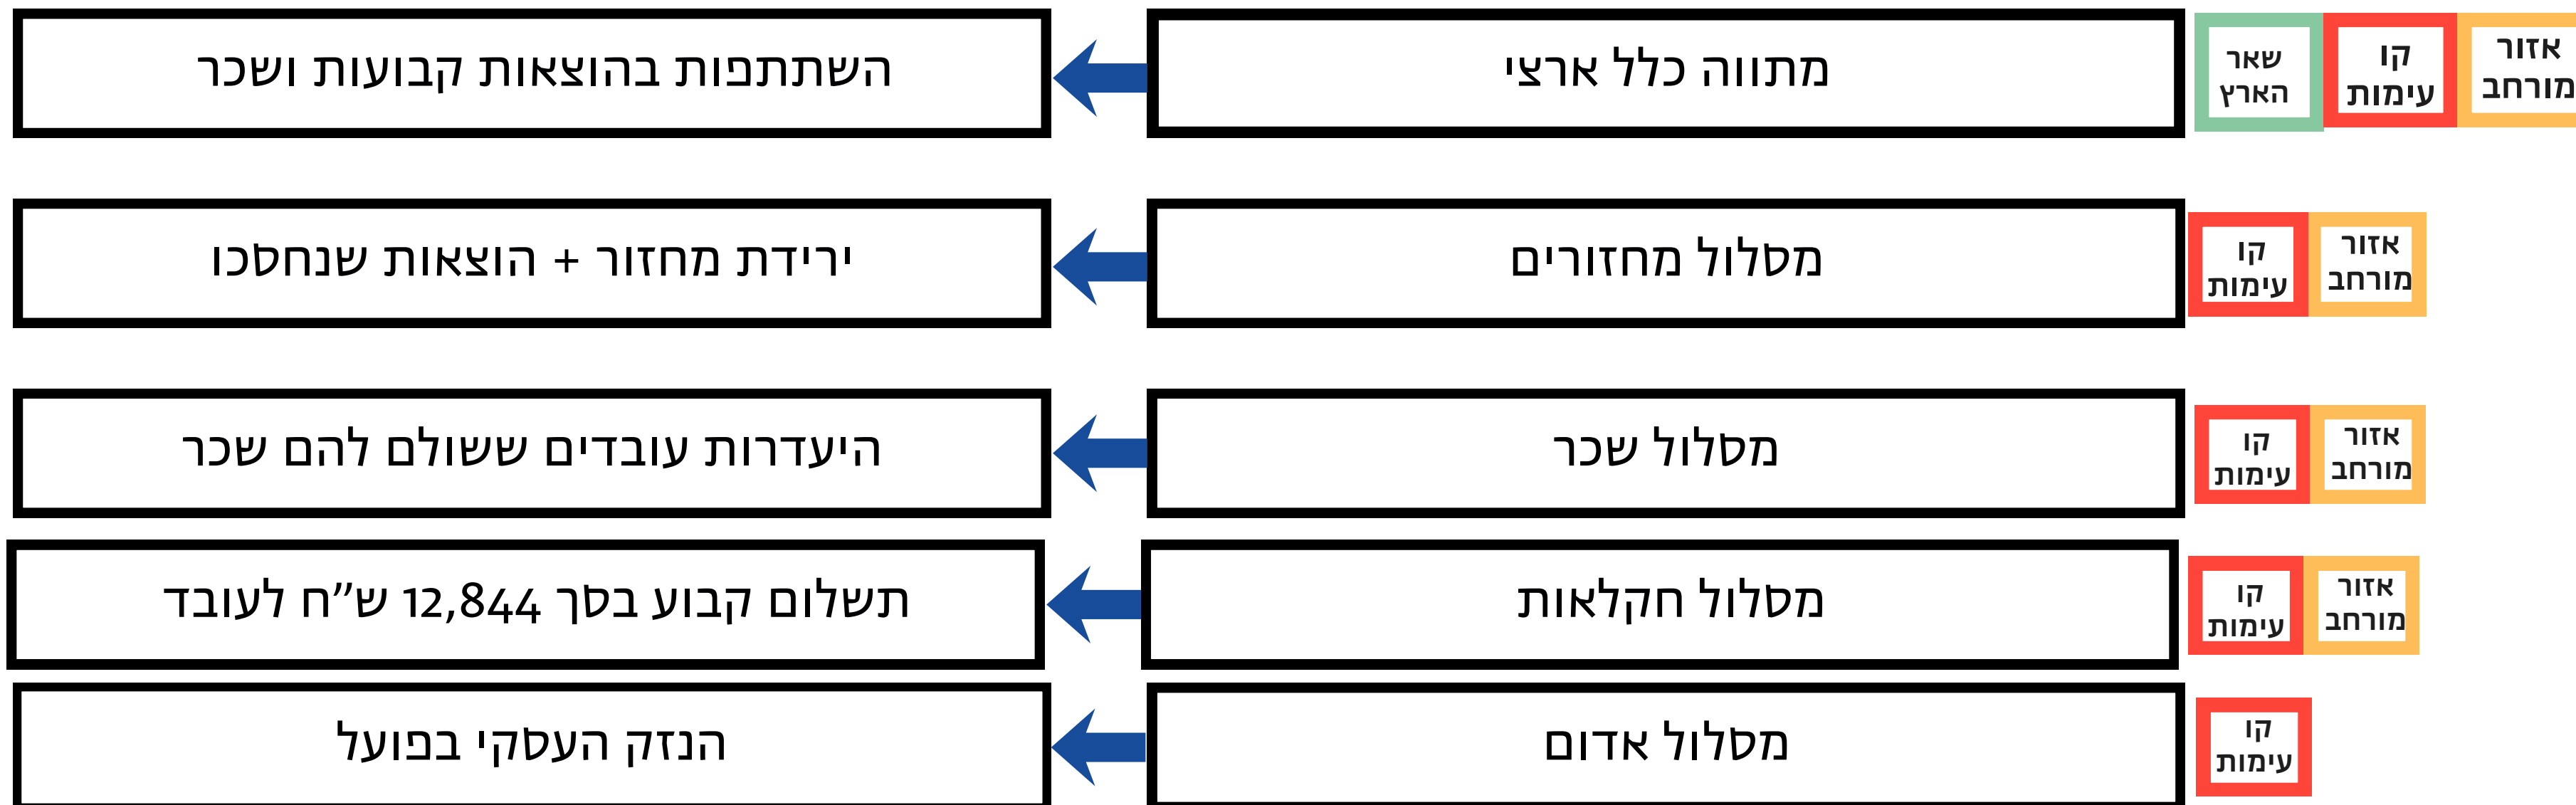 אזור
מורחב
קו
עימות
שאר
הארץ
מתווה כלל ארצי
השתתפות בהוצאות קבועות ושכר
אזור
מורחב
קו
עימות
מסלול מחזורים
ירידת מחזור + הוצאות שנחסכו
אזור
מורחב
קו
עימות
מסלול שכר
היעדרות עובדים ששולם להם שכר
אזור
מורחב
קו
עימות
מסלול חקלאות
תשלום קבוע בסך 12,844 ש״ח לעובד
קו
עימות
מסלול אדום
הנזק העסקי בפועל